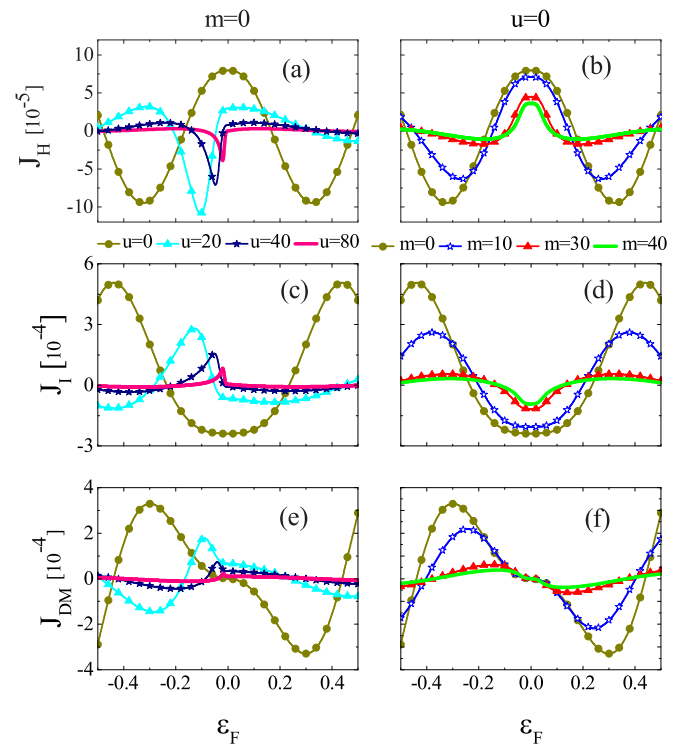 m=0 u=0
10
5
0
-5
-10
J_H [10^-5]
(a) (b)
u=0 u=20 u=40 u=80 m=0 m=10 m=30 m=40
6
3
0
-3
J_I [10^-4]
(c) (d)
4
2
0
-2
-4
J_DM [10^-4]
(e) (f)
-0.4 -0.2 0.0 0.2 0.4 -0.4 -0.2 0.0 0.2 0.4
ε_F ε_F